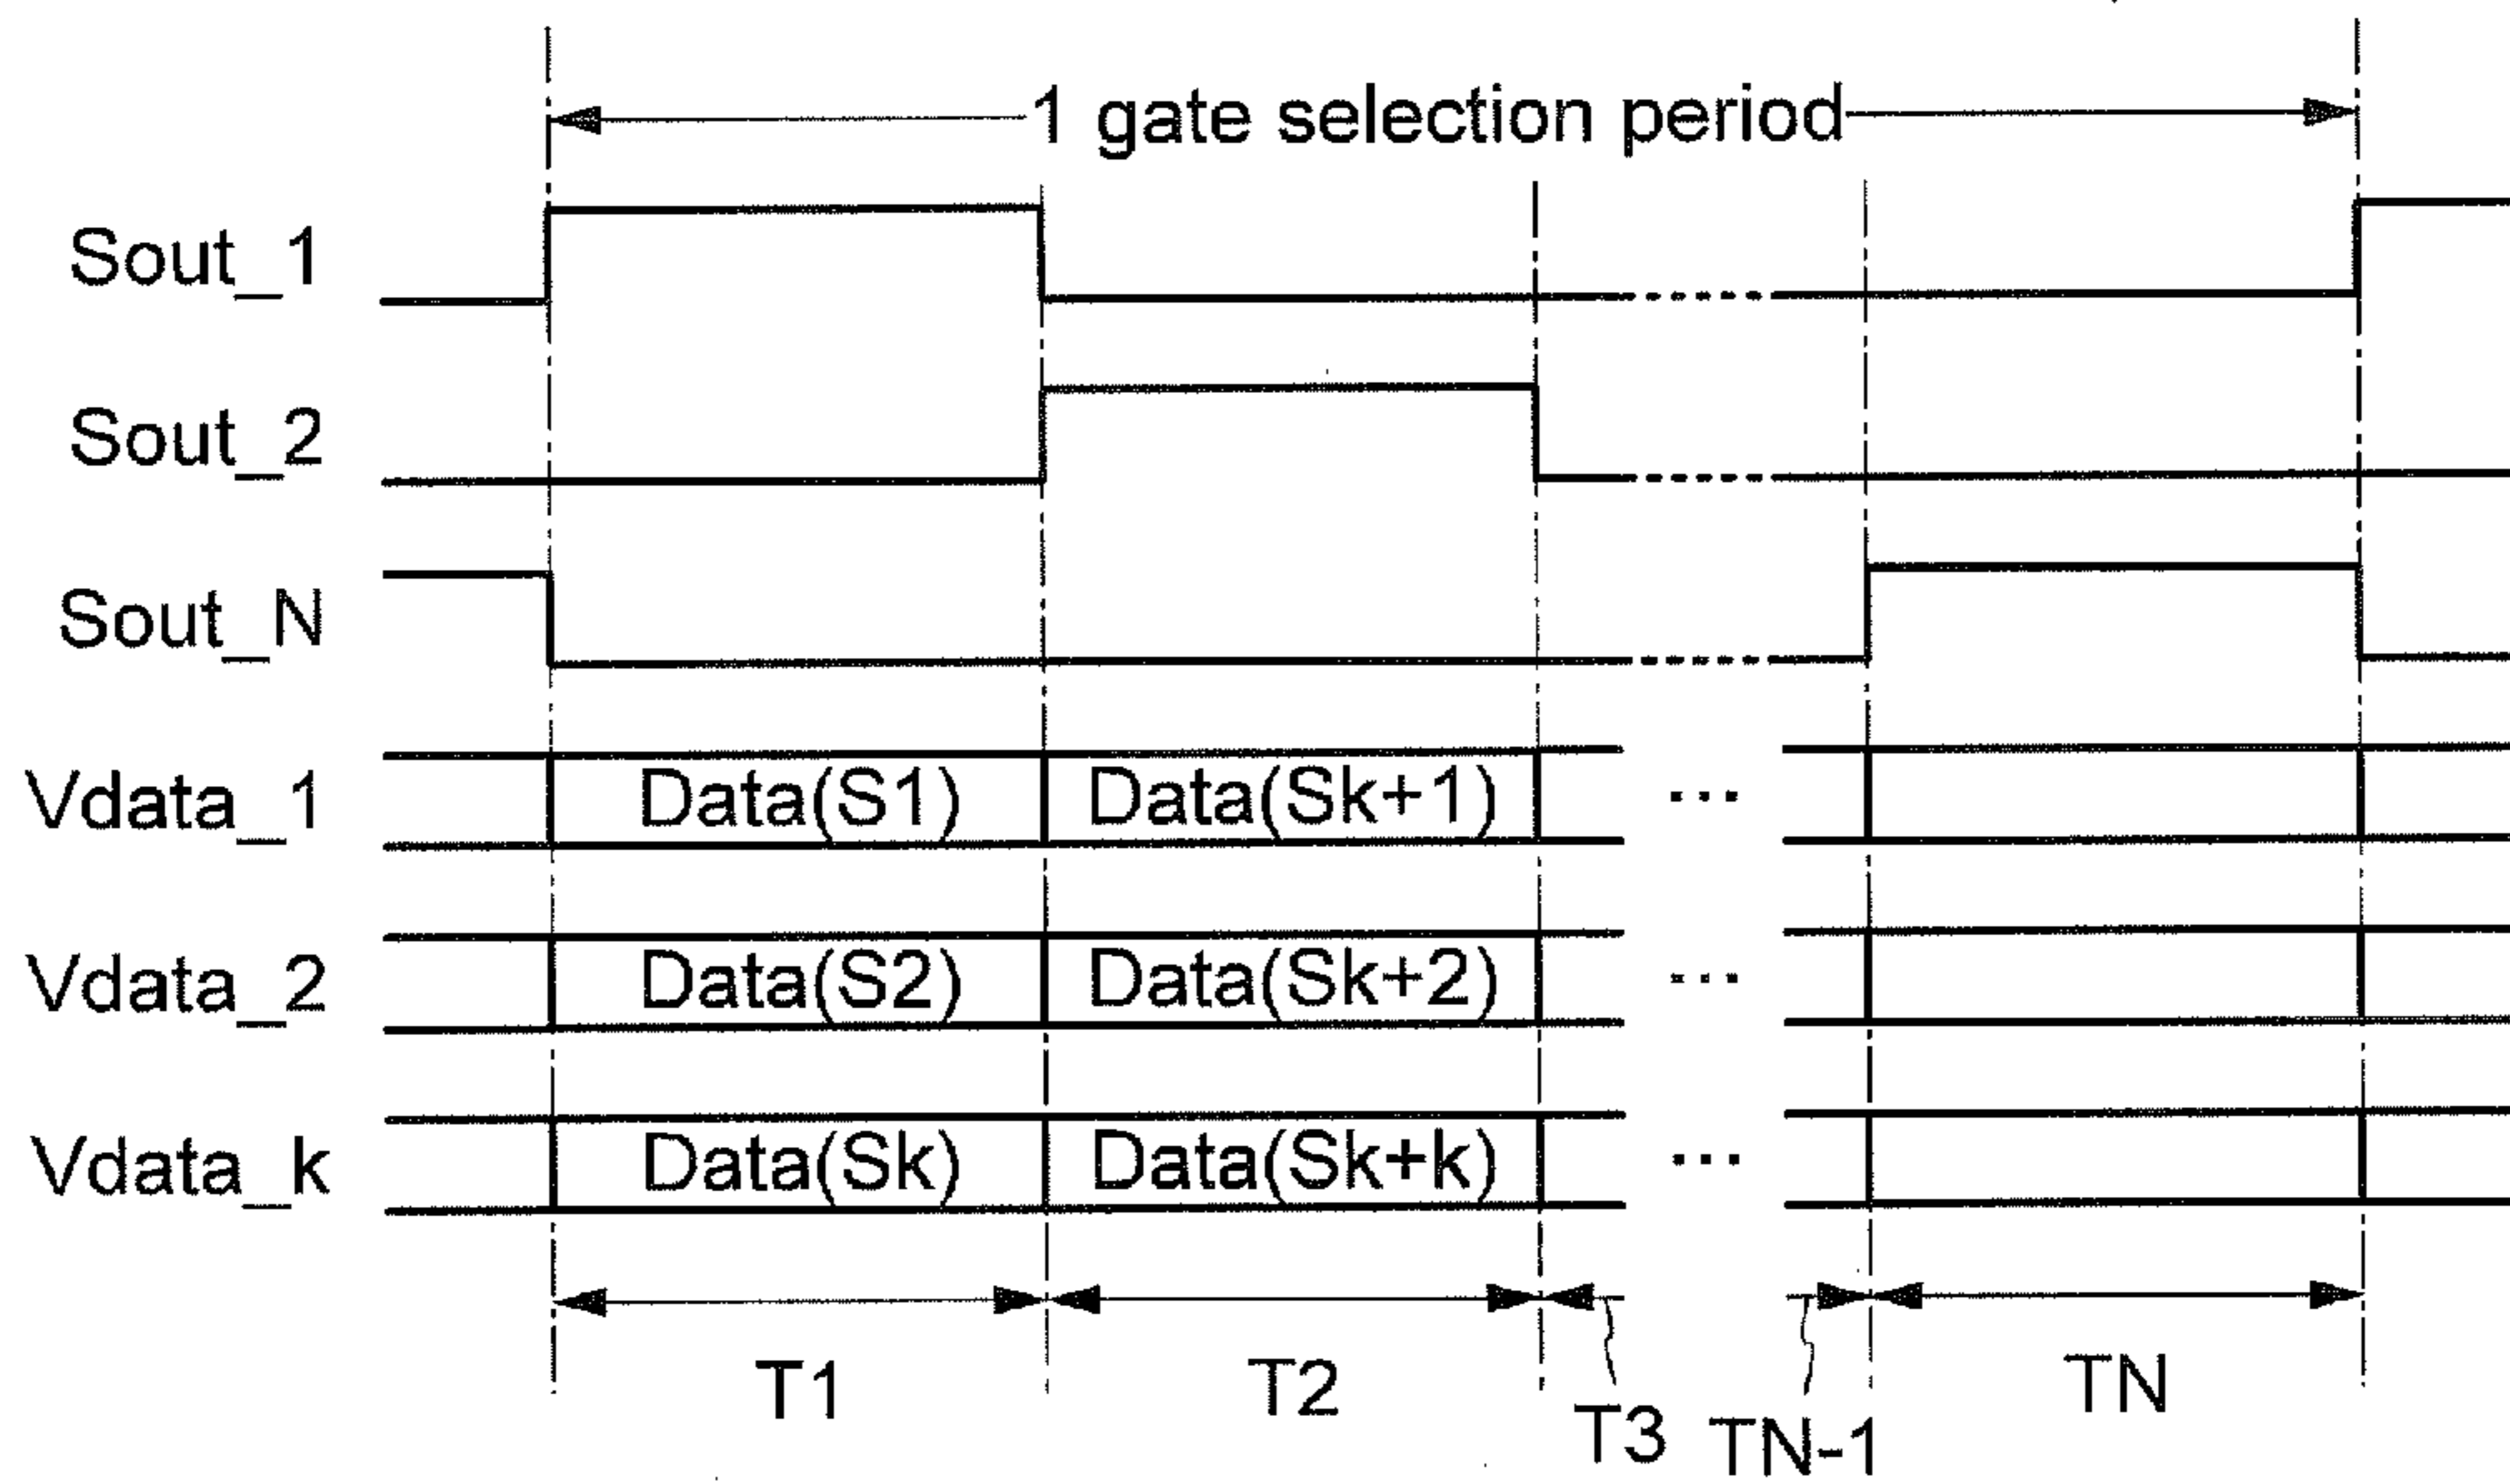 1 gate selection period
Sout_1
Sout_2
Sout_N
Vdata_1 Data(S1) Data(Sk+1) ...
Vdata_2 Data(S2) Data(Sk+2) ...
Vdata_k Data(Sk) Data(Sk+k) ...
T1 T2 T3 TN-1 TN